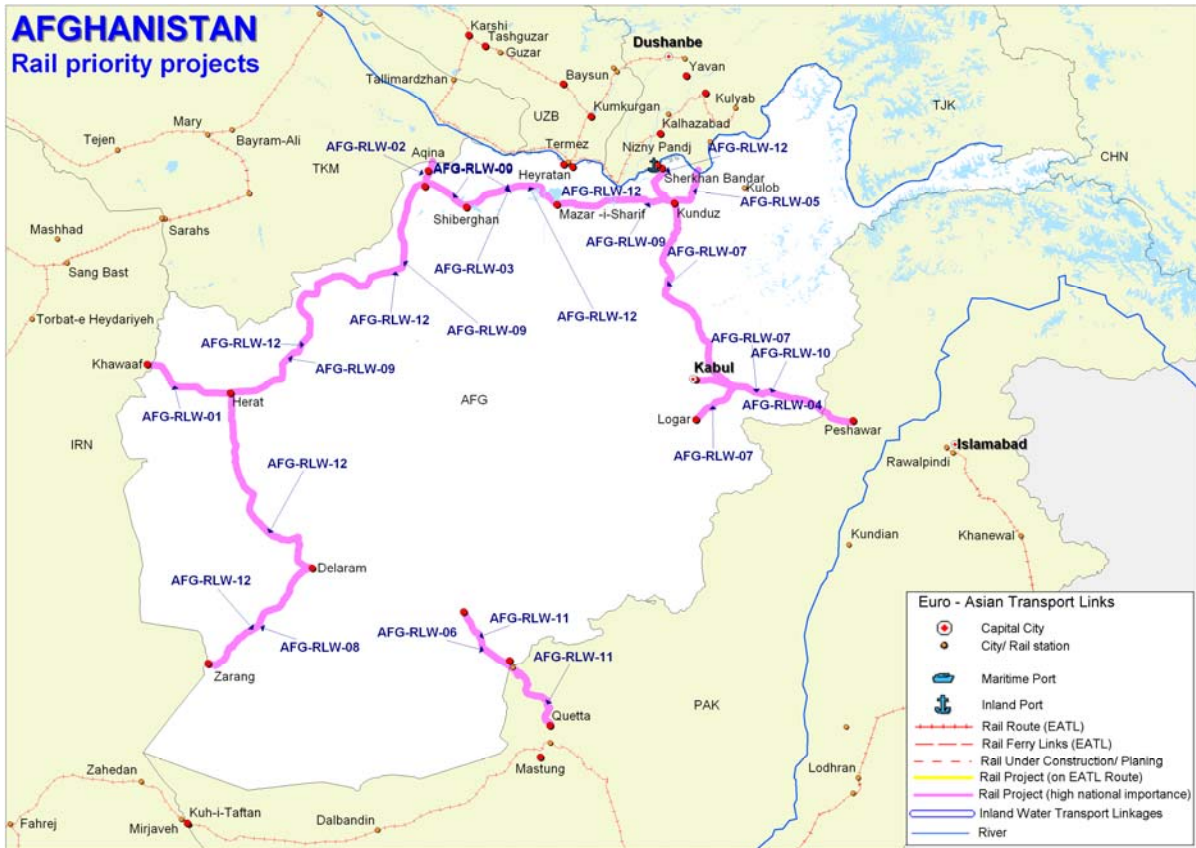 AFGHANISTAN
Rail priority projects
Karshi
Tashguzar
Guzar
Dushanbe
Yavan
Tallimardzhan
Baysun
Kulyab
UZB
Kumkurgan
Kalhazabad
TJK
Mary
Bayram-Ali
Tejen
TKM
AFG-RLW-02
Aqina
Termez
Nizny Pandj
AFG-RLW-12
CHN
AFG-RLW-09
Heyratan
Sherkhan Bandar
AFG-RLW-12
Kulob
AFG-RLW-05
Shiberghan
Mazar -i-Sharif
Kunduz
Sarahs
Mashhad
AFG-RLW-09
AFG-RLW-07
Sang Bast
AFG-RLW-03
Torbat-e Heydariyeh
AFG-RLW-12
AFG-RLW-09
AFG-RLW-12
AFG-RLW-12
AFG-RLW-07
AFG-RLW-10
Khawaaf
AFG-RLW-09
Kabul
Herat
AFG
AFG-RLW-04
AFG-RLW-01
Logar
Peshawar
IRN
Islamabad
AFG-RLW-07
Rawalpindi
AFG-RLW-12
Kundian
Khanewal
Delaram
AFG-RLW-12
AFG-RLW-11
AFG-RLW-06
AFG-RLW-08
AFG-RLW-11
Zarang
PAK
Quetta
Mastung
Zahedan
Lodhran
Kuh-i-Taftan
Fahrej
Mirjaveh
Dalbandin
Euro - Asian Transport Links
Capital City
City/ Rail station
Maritime Port
Inland Port
Rail Route (EATL)
Rail Ferry Links (EATL)
Rail Under Construction/ Planing
Rail Project (on EATL Route)
Rail Project (high national importance)
Inland Water Transport Linkages
River